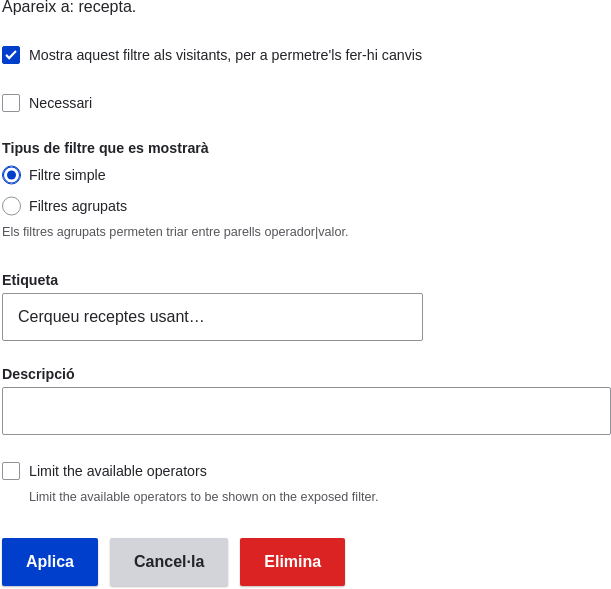 Apareix a: recepta.
Mostra aquest filtre als visitants, per a permetre'ls fer-hi canvis
Necessari
Tipus de filtre que es mostrarà
Filtre simple
Filtres agrupats
Els filtres agrupats permeten triar entre parells operador|valor.
Etiqueta
Cerqueu receptes usant…
Descripció
Limit the available operators
Limit the available operators to be shown on the exposed filter.
Aplica Cancel·la Elimina